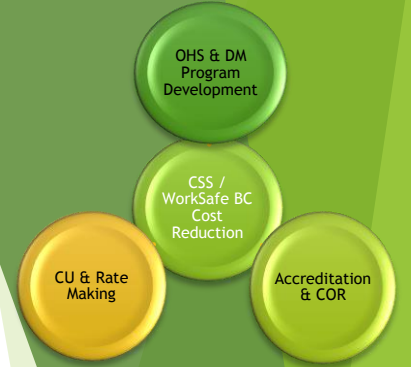 OHS & DM
Program
Development
CSS /
WorkSafe BC
Cost
Reduction
CU & Rate
Making
Accreditation
& COR